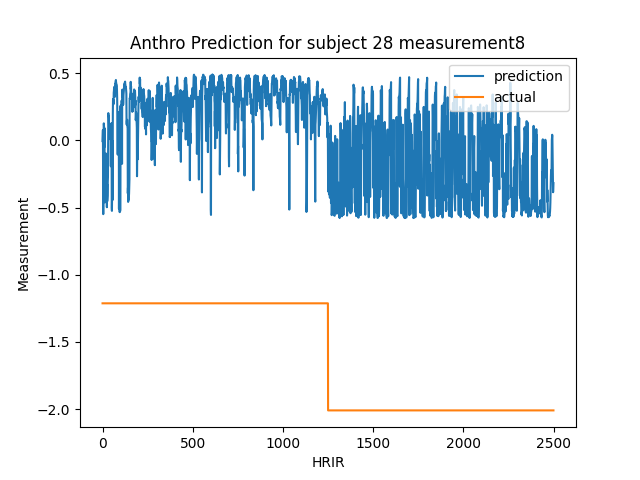 Anthro Prediction for subject 28 measurement8
prediction
actual
Measurement
0.5
0.0
−0.5
−1.0
−1.5
−2.0
0
500
1000
1500
2000
2500
HRIR